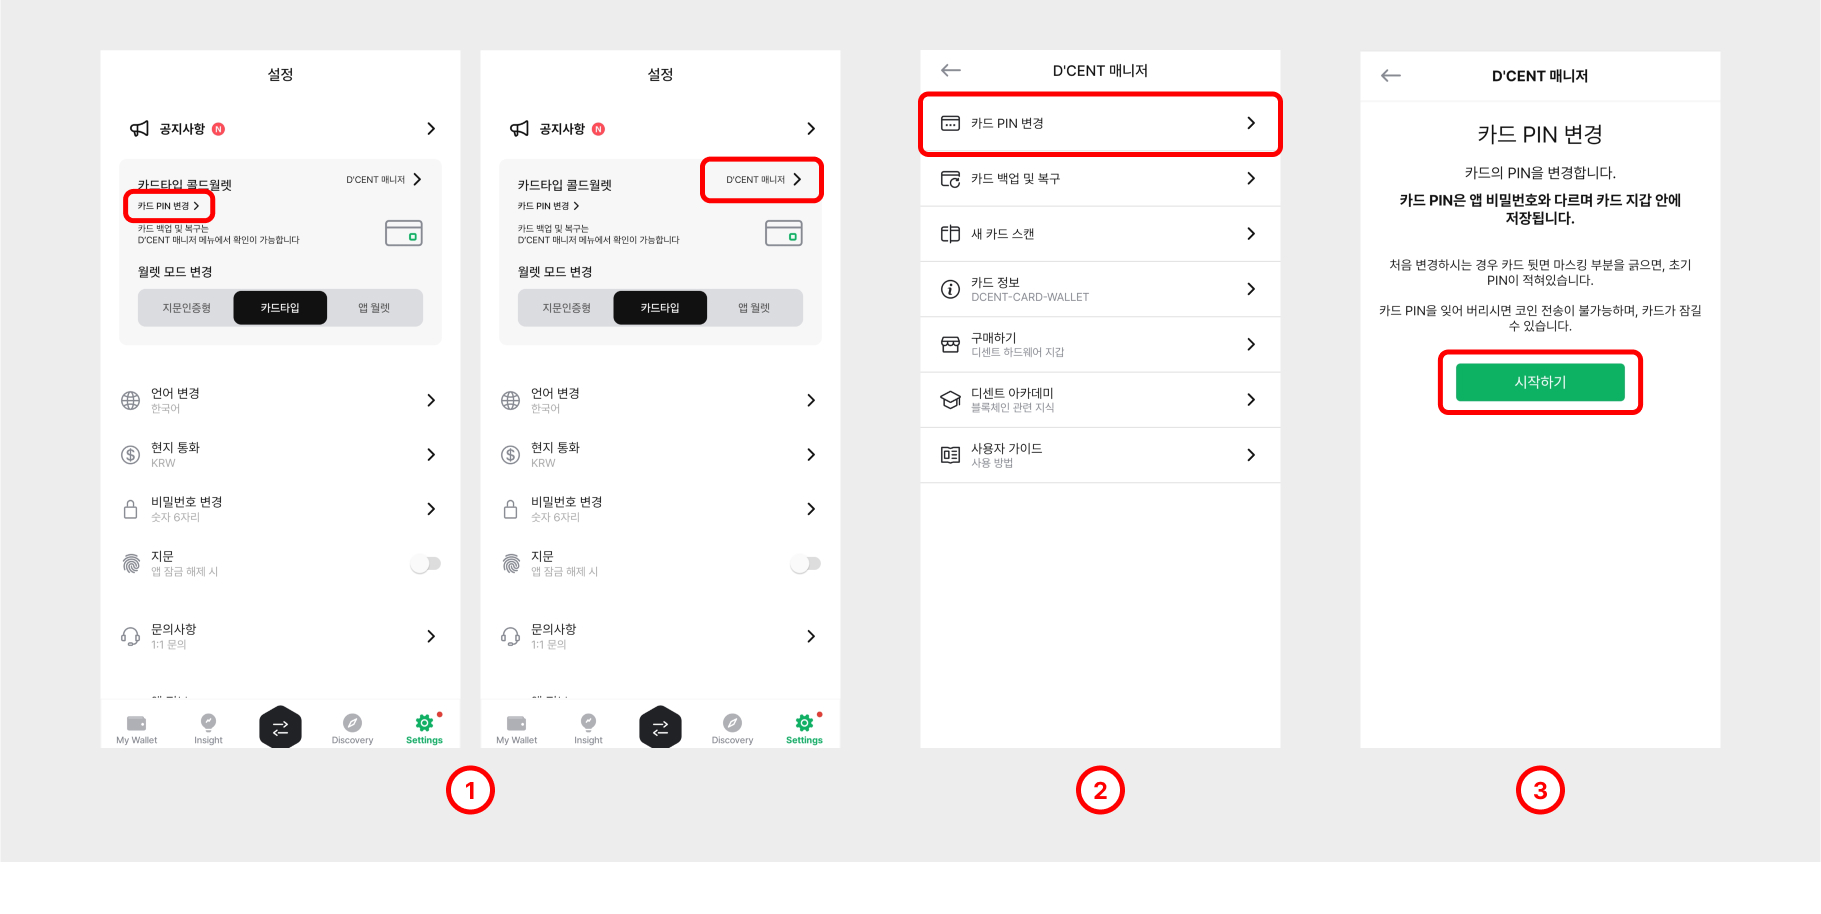 설정
공지사항 N
카드타입 콜드월렛
D'CENT 매니저
카드 PIN 변경
카드 백업 및 복구는
D'CENT 매니저 메뉴에서 확인이 가능합니다
월렛 모드 변경
지문인증형 카드타입 앱 월렛
언어 변경
한국어
현지 통화
KRW
비밀번호 변경
숫자 6자리
지문
앱 잠금 해제 시
문의사항
1:1 문의
My Wallet Insight Discovery Settings
설정
공지사항 N
카드타입 콜드월렛
D'CENT 매니저
카드 PIN 변경
카드 백업 및 복구는
D'CENT 매니저 메뉴에서 확인이 가능합니다
월렛 모드 변경
지문인증형 카드타입 앱 월렛
언어 변경
한국어
현지 통화
KRW
비밀번호 변경
숫자 6자리
지문
앱 잠금 해제 시
문의사항
1:1 문의
My Wallet Insight Discovery Settings
1
D'CENT 매니저
카드 PIN 변경
카드 백업 및 복구
새 카드 스캔
카드 정보
DCENT-CARD-WALLET
구매하기
디센트 하드웨어 지갑
디센트 아카데미
블록체인 관련 지식
사용자 가이드
사용 방법
2
D'CENT 매니저
카드 PIN 변경
카드의 PIN을 변경합니다.
카드 PIN은 앱 비밀번호와 다르며 카드 지갑 안에
저장됩니다.
처음 변경하시는 경우 카드 뒷면 마스킹 부분을 긁으면, 초기
PIN이 적혀있습니다.
카드 PIN을 잊어 버리시면 코인 전송이 불가능하며, 카드가 잠길
수 있습니다.
시작하기
3